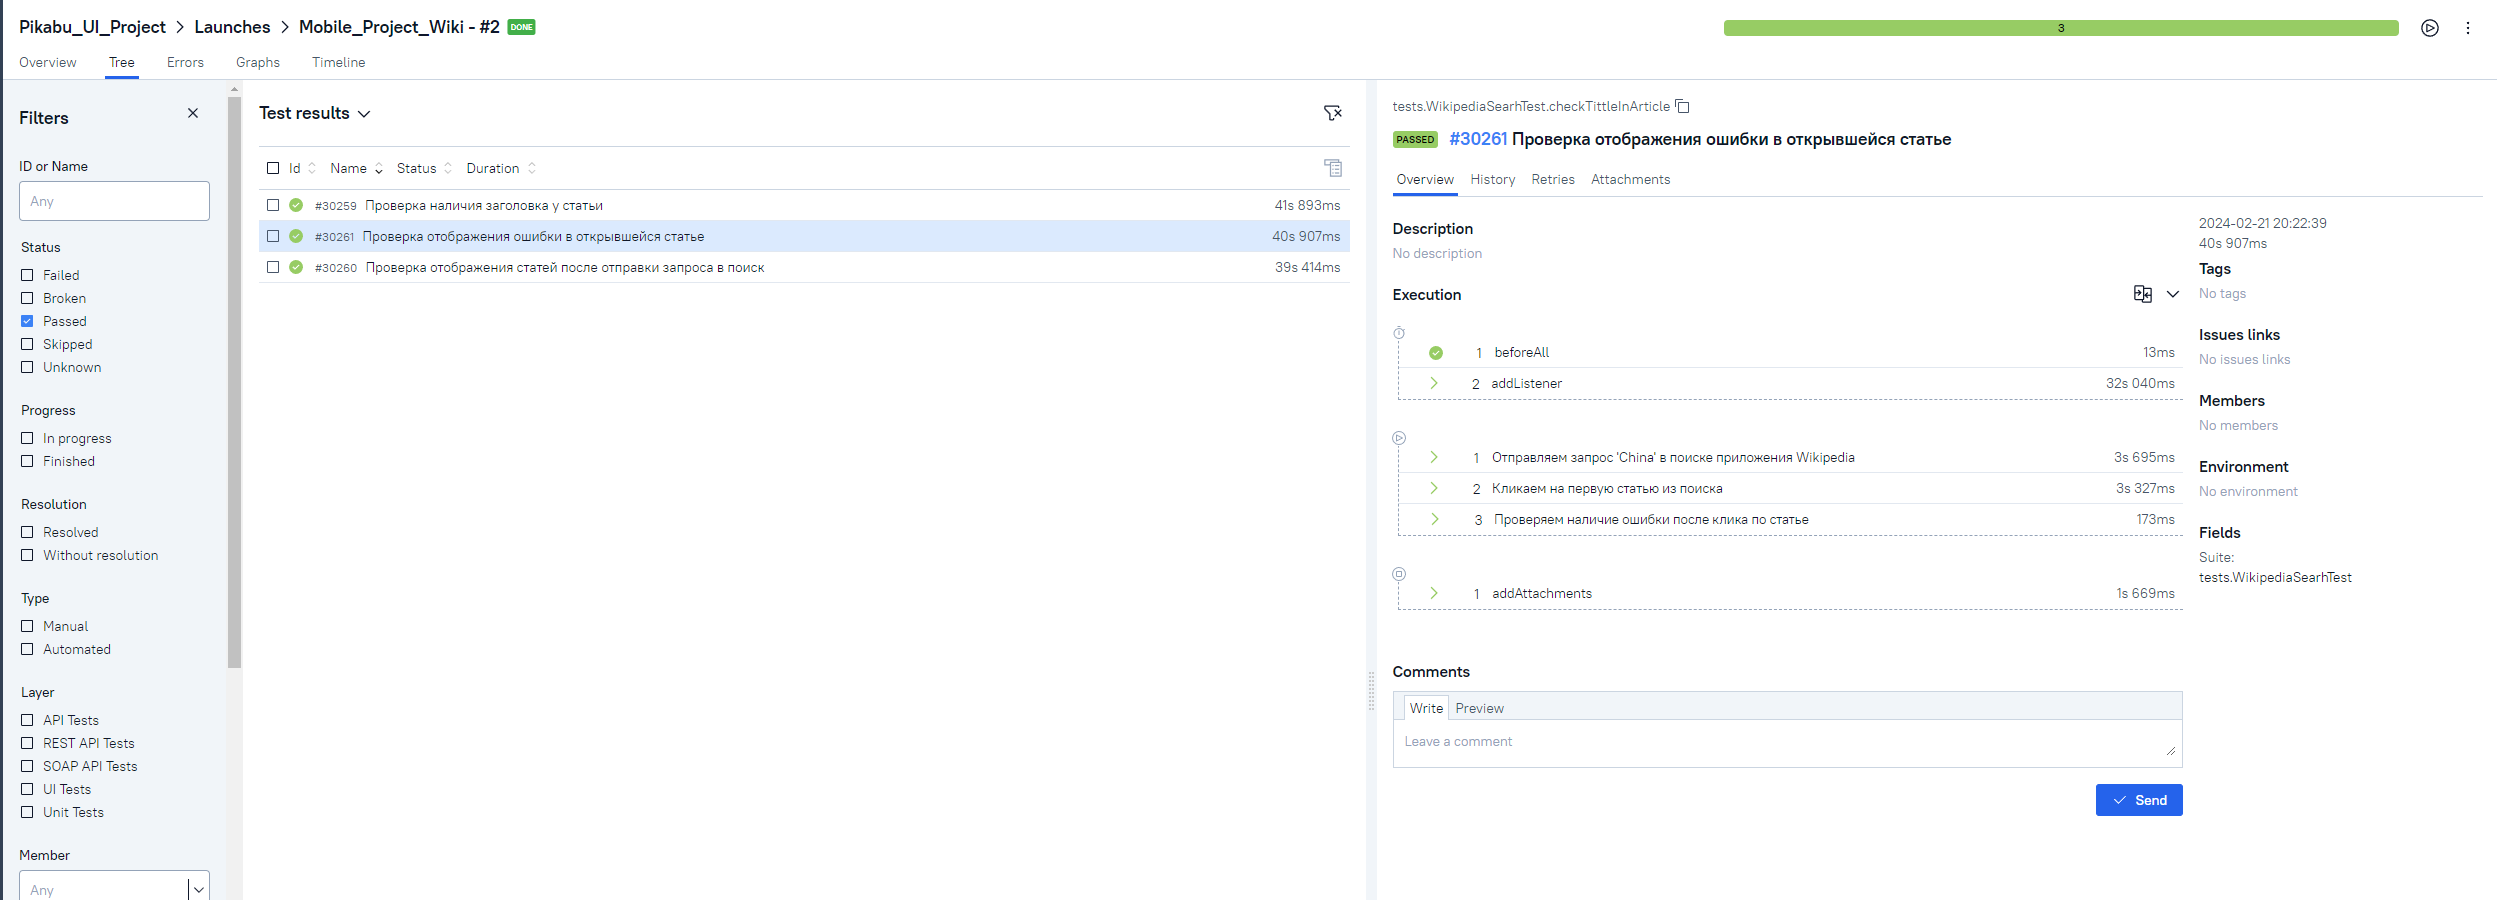 Pikabu_UI_Project > Launches > Mobile_Project_Wiki - #2 DONE
3
Overview Tree Errors Graphs Timeline
Filters
ID or Name
Any
Status
Failed
Broken
Passed
Skipped
Unknown
Progress
In progress
Finished
Resolution
Resolved
Without resolution
Type
Manual
Automated
Layer
API Tests
REST API Tests
SOAP API Tests
UI Tests
Unit Tests
Member
Any
Test results
Id Name Status Duration
#30259 Проверка наличия заголовка у статьи 41s 893ms
#30261 Проверка отображения ошибки в открывшейся статье 40s 907ms
#30260 Проверка отображения статей после отправки запроса в поиск 39s 414ms
tests.WikipediaSearhTest.checkTittleInArticle
PASSED #30261 Проверка отображения ошибки в открывшейся статье
Overview History Retries Attachments
Description
No description
Execution
1 beforeAll 13ms
2 addListener 32s 040ms
1 Отправляем запрос 'China' в поиске приложения Wikipedia 3s 695ms
2 Кликаем на первую статью из поиска 3s 327ms
3 Проверяем наличие ошибки после клика по статье 173ms
1 addAttachments 1s 669ms
Comments
Write Preview
Leave a comment
Send
2024-02-21 20:22:39
40s 907ms
Tags
No tags
Issues links
No issues links
Members
No members
Environment
No environment
Fields
Suite:
tests.WikipediaSearhTest